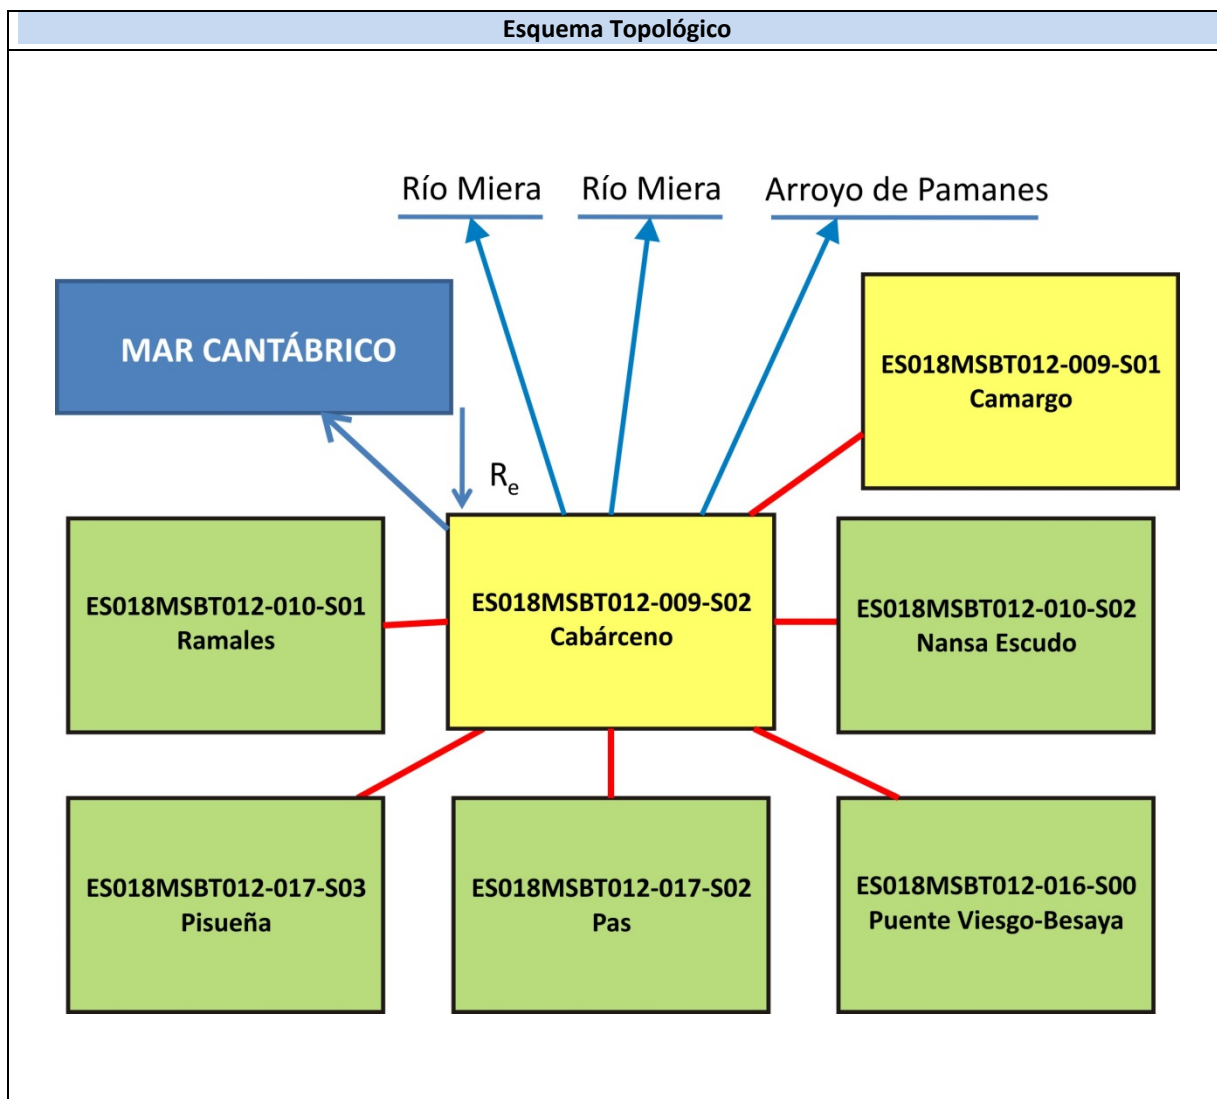 Esquema Topológico
Río Miera
Río Miera
Arroyo de Pamanes
MAR CANTÁBRICO
ES018MSBT012-009-S01
Camargo
Re
ES018MSBT012-010-S01
Ramales
ES018MSBT012-009-S02
Cabárceno
ES018MSBT012-010-S02
Nansa Escudo
ES018MSBT012-017-S03
Pisueña
ES018MSBT012-017-S02
Pas
ES018MSBT012-016-S00
Puente Viesgo-Besaya